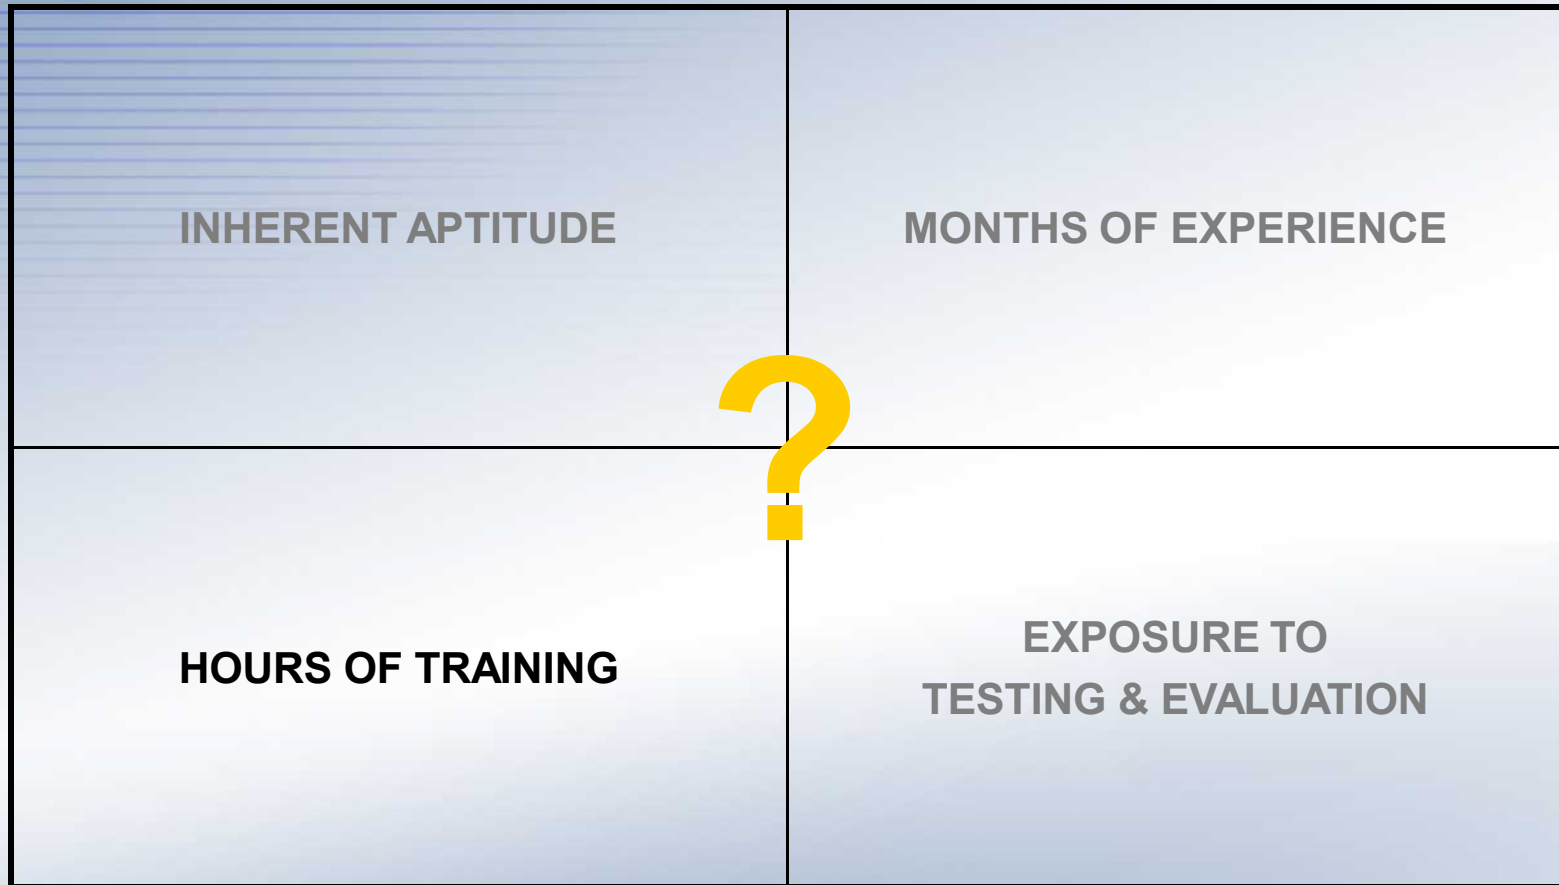 INHERENT APTITUDE
MONTHS OF EXPERIENCE
?
HOURS OF TRAINING
EXPOSURE TO
TESTING & EVALUATION